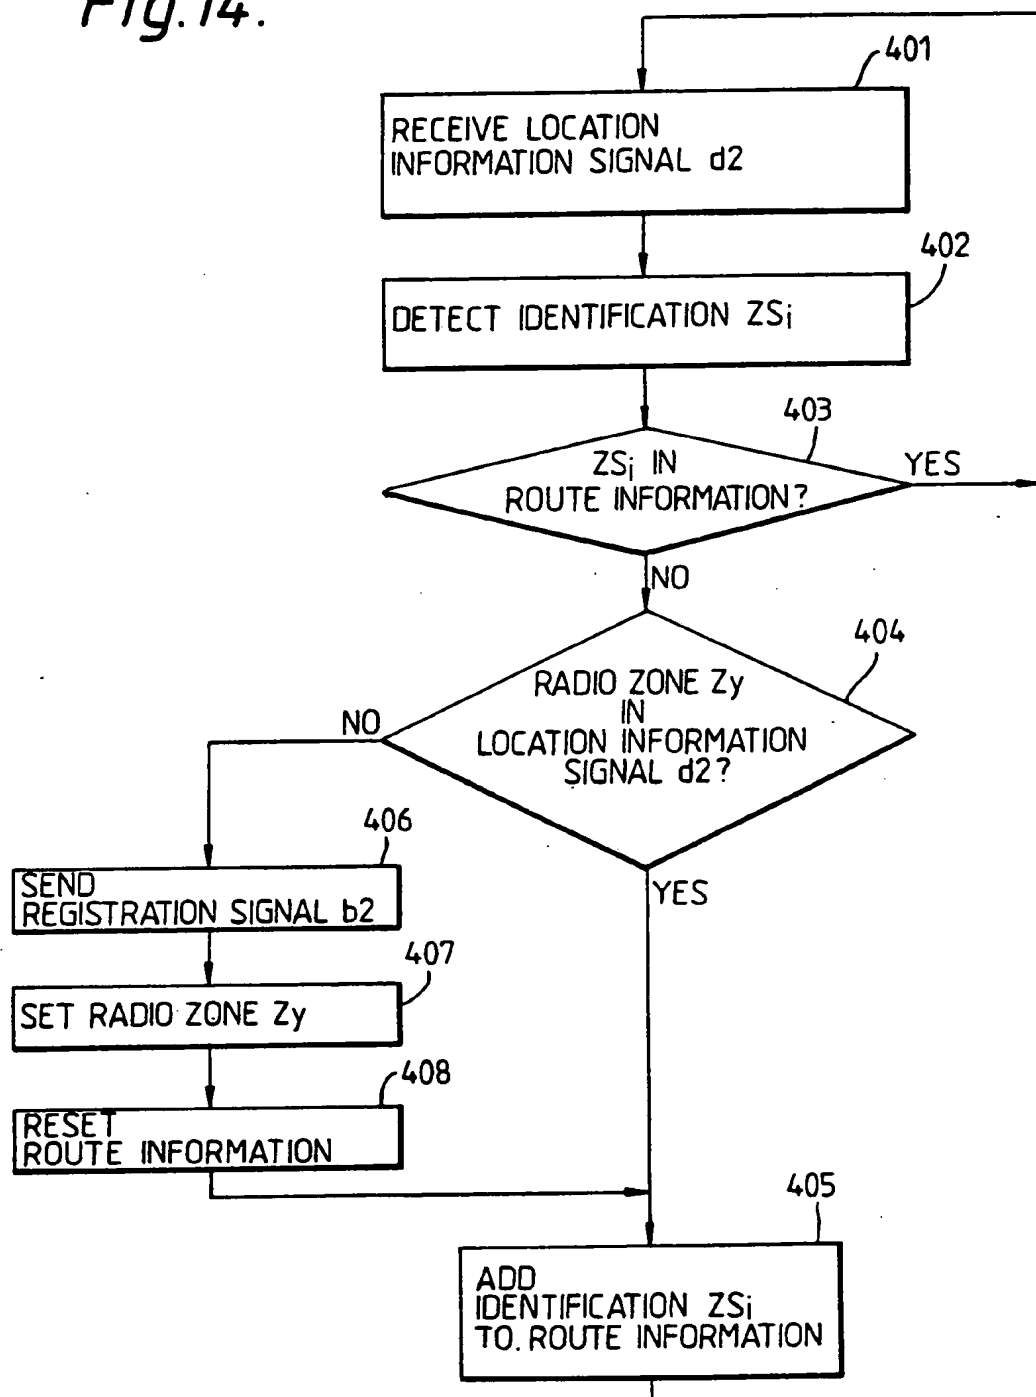 Fig. 14.
401
RECEIVE LOCATION
INFORMATION SIGNAL d2
402
DETECT IDENTIFICATION ZSi
403
ZSi IN
ROUTE INFORMATION?
YES
NO
404
RADIO ZONE Zy
IN
LOCATION INFORMATION
SIGNAL d2?
NO
YES
406
SEND
REGISTRATION SIGNAL b2
407
SET RADIO ZONE Zy
408
RESET
ROUTE INFORMATION
405
ADD
IDENTIFICATION ZSi
TO. ROUTE INFORMATION